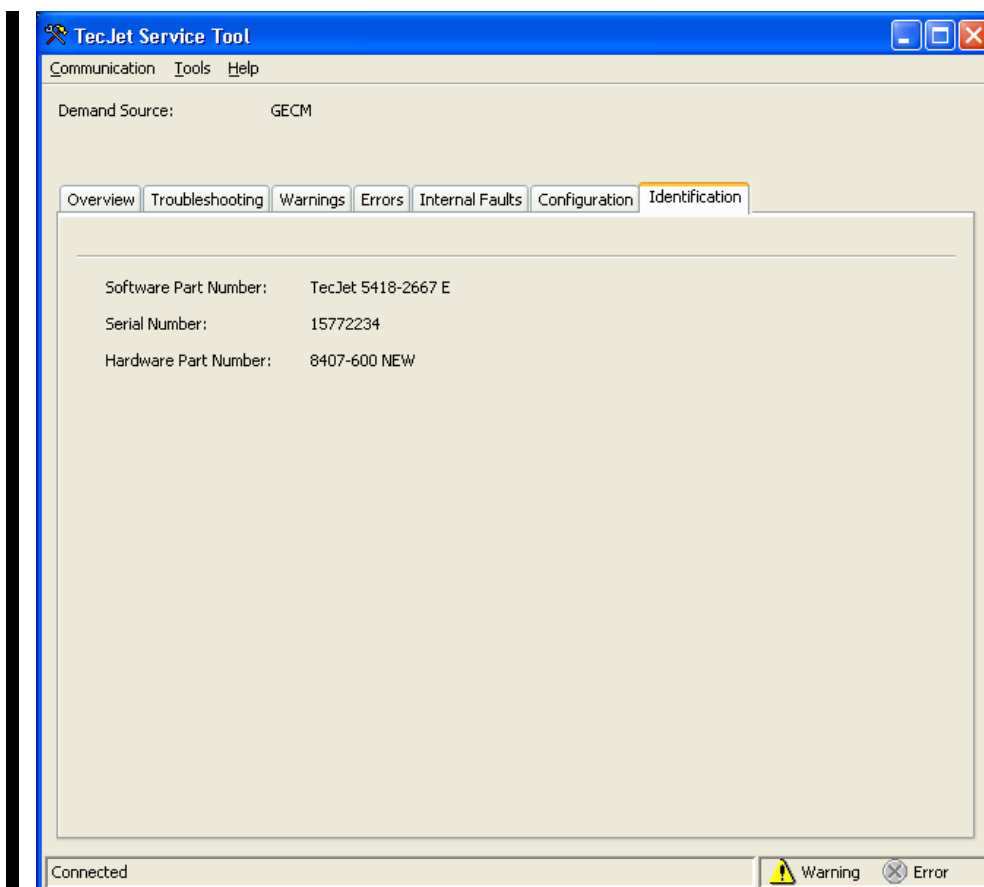 TecJet Service Tool
Communication Tools Help
Demand Source: GECM
Overview Troubleshooting Warnings Errors Internal Faults Configuration Identification
Software Part Number: TecJet 5418-2667 E
Serial Number: 15772234
Hardware Part Number: 8407-600 NEW
Connected Warning Error